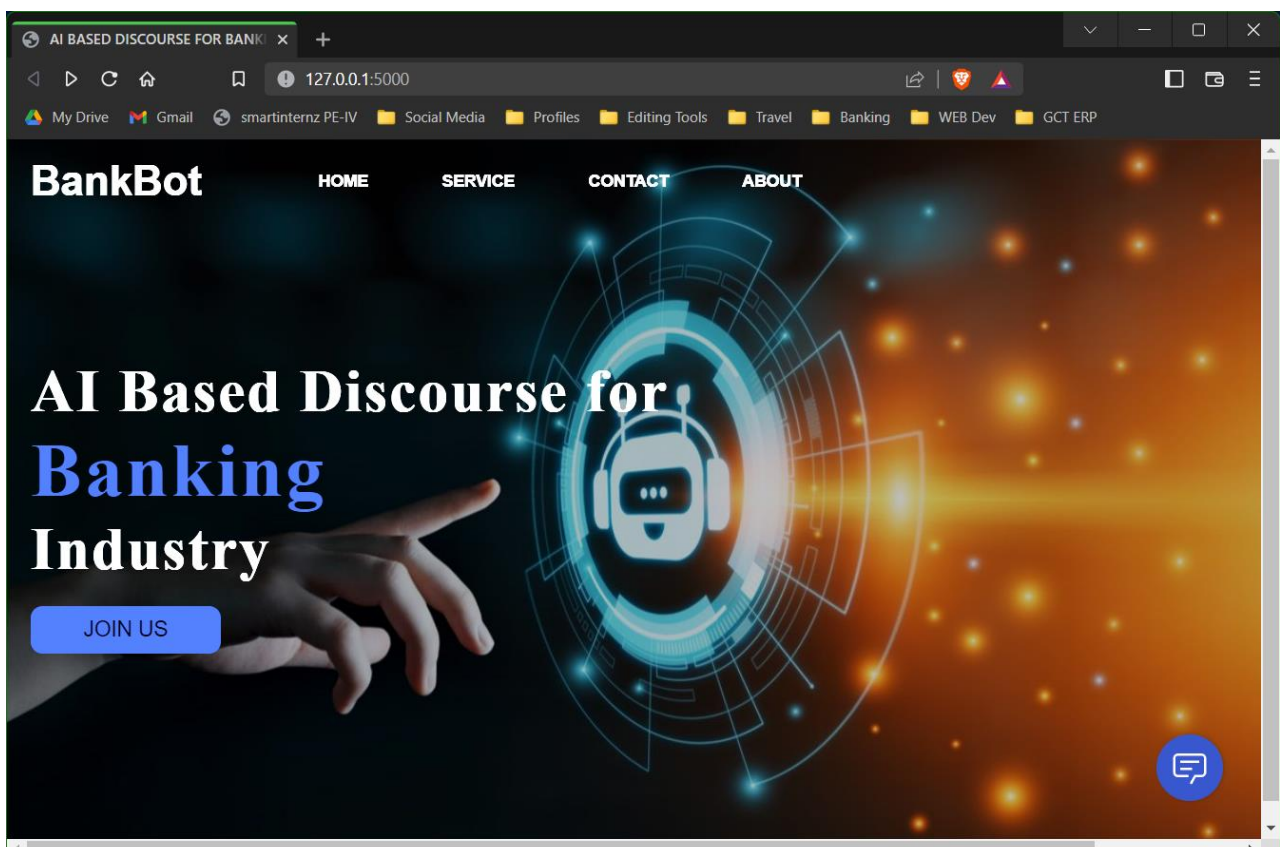 AI BASED DISCOURSE FOR BANKI
127.0.0.1:5000
My Drive Gmail smartinternz PE-IV Social Media Profiles Editing Tools Travel Banking WEB Dev GCT ERP
BankBot HOME SERVICE CONTACT ABOUT
AI Based Discourse for
Banking
Industry
JOIN US